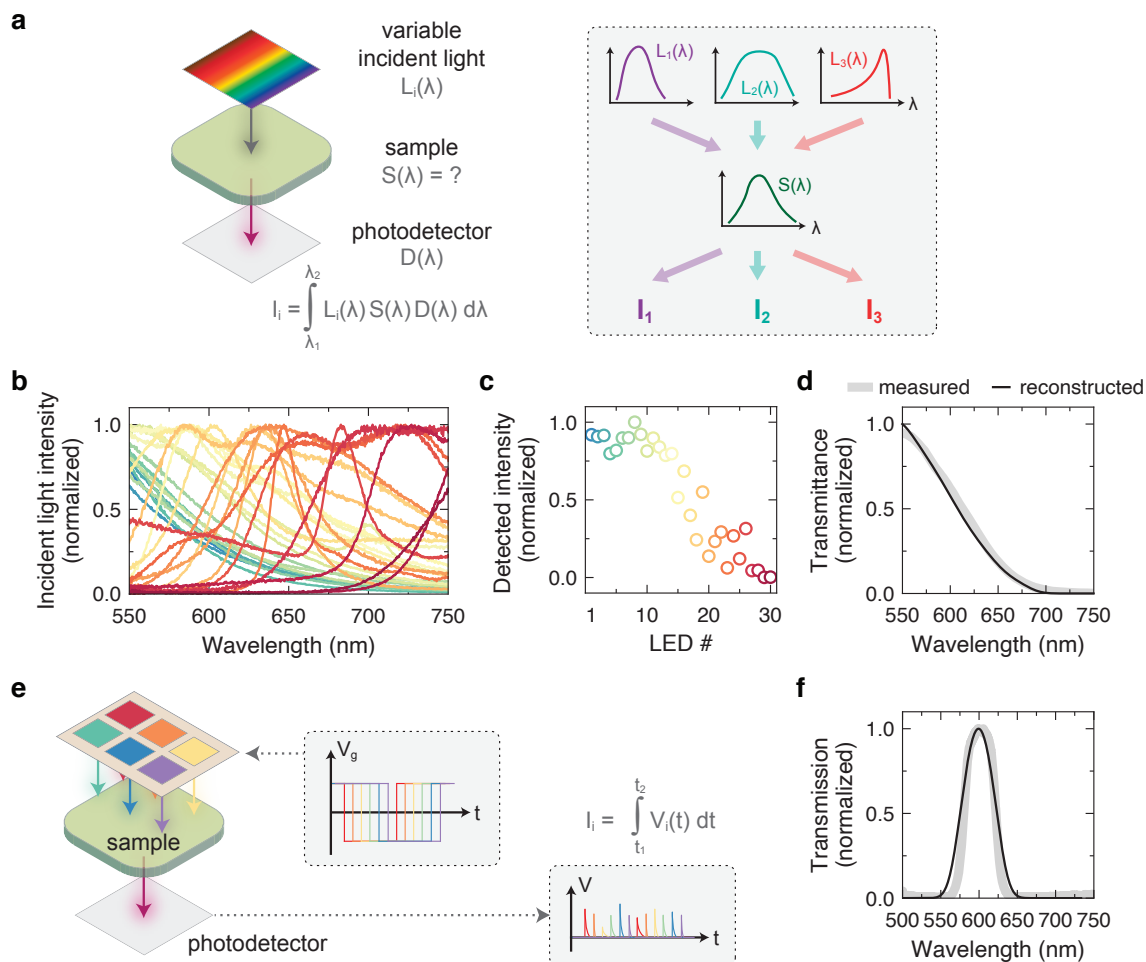 a
variable
incident light
L₁(λ)
L₂(λ)
L₃(λ)
λ
Lᵢ(λ)
sample
S(λ) = ?
S(λ)
λ
photodetector
D(λ)
λ₂
Iᵢ = ∫ Lᵢ(λ) S(λ) D(λ) dλ
λ₁
I₁
I₂
I₃
b
Incident light intensity
(normalized)
1.0
0.5
0
550
600
650
700
750
Wavelength (nm)
c
Detected intensity
(normalized)
1.0
0.5
0.0
1
10
20
30
LED #
d
measured
reconstructed
Transmittance
(normalized)
1.0
0.5
0.0
550
600
650
700
750
Wavelength (nm)
e
sample
photodetector
V_g
t
t₂
Iᵢ = ∫ Vᵢ(t) dt
t₁
V
t
f
Transmission
(normalized)
1.0
0.5
0.0
500
550
600
650
700
750
Wavelength (nm)